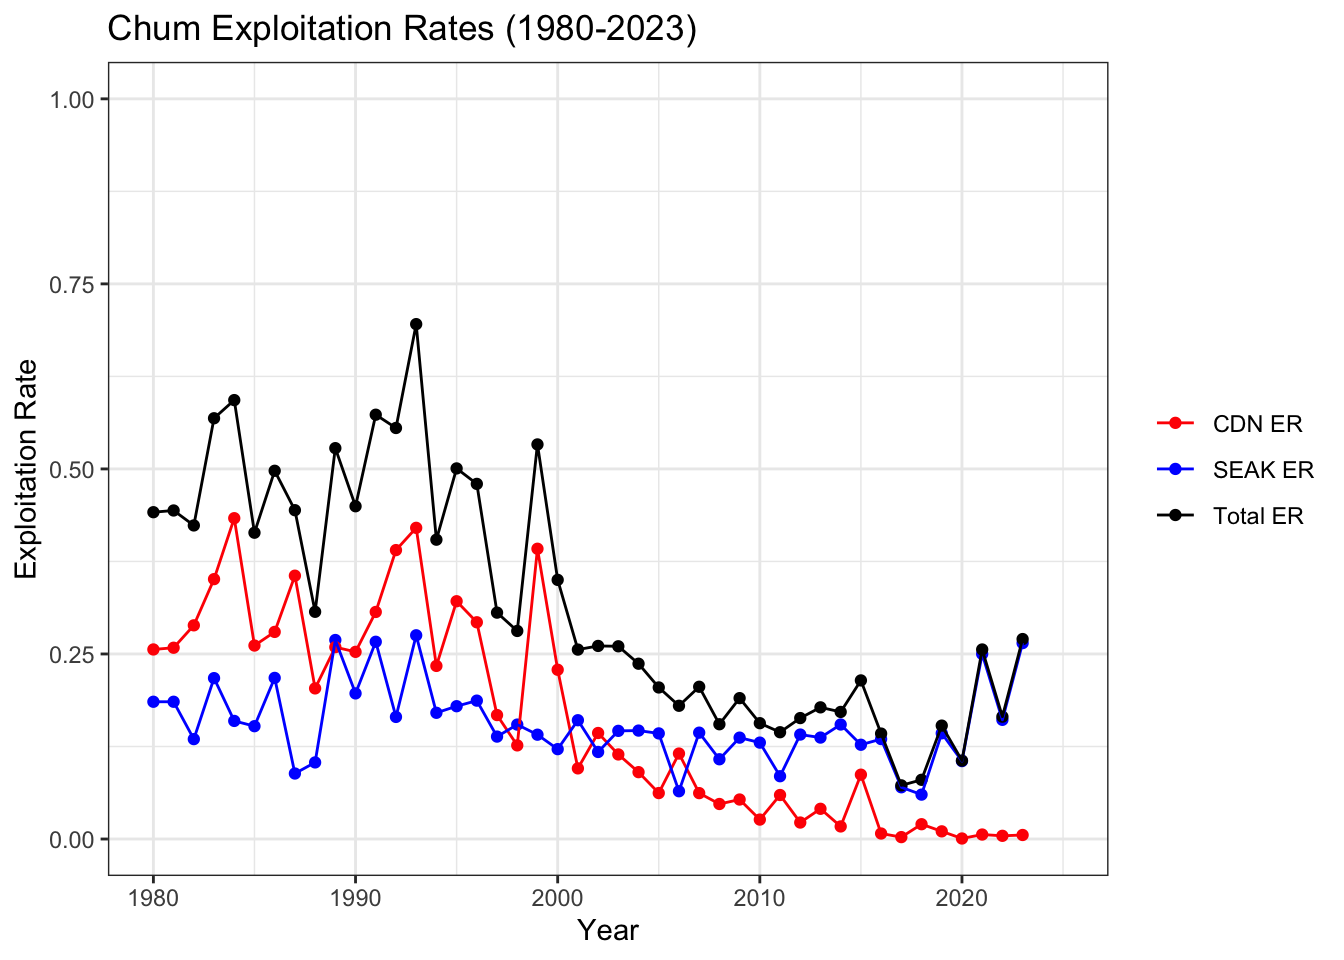 Chum Exploitation Rates (1980-2023)
1.00
0.75
0.50
0.25
0.00
Exploitation Rate
1980 1990 2000 2010 2020
Year
CDN ER
SEAK ER
Total ER